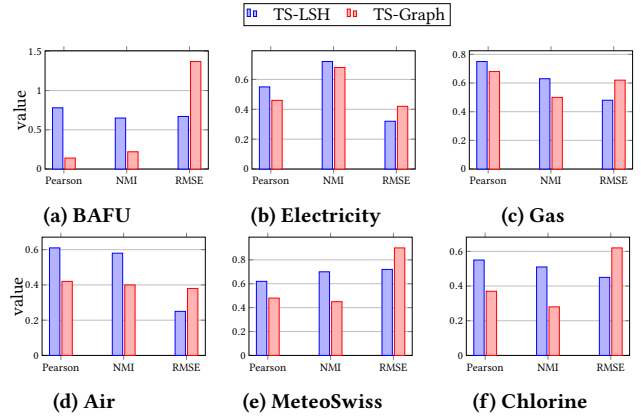 TS-LSH TS-Graph
value
1.5
1
0.5
0
Pearson NMI RMSE
(a) BAFU
0.6
0.4
0.2
0
Pearson NMI RMSE
(b) Electricity
0.8
0.6
0.4
0.2
0
Pearson NMI RMSE
(c) Gas
value
0.6
0.4
0.2
0
Pearson NMI RMSE
(d) Air
0.8
0.6
0.4
0.2
0
Pearson NMI RMSE
(e) MeteoSwiss
0.6
0.4
0.2
0
Pearson NMI RMSE
(f) Chlorine